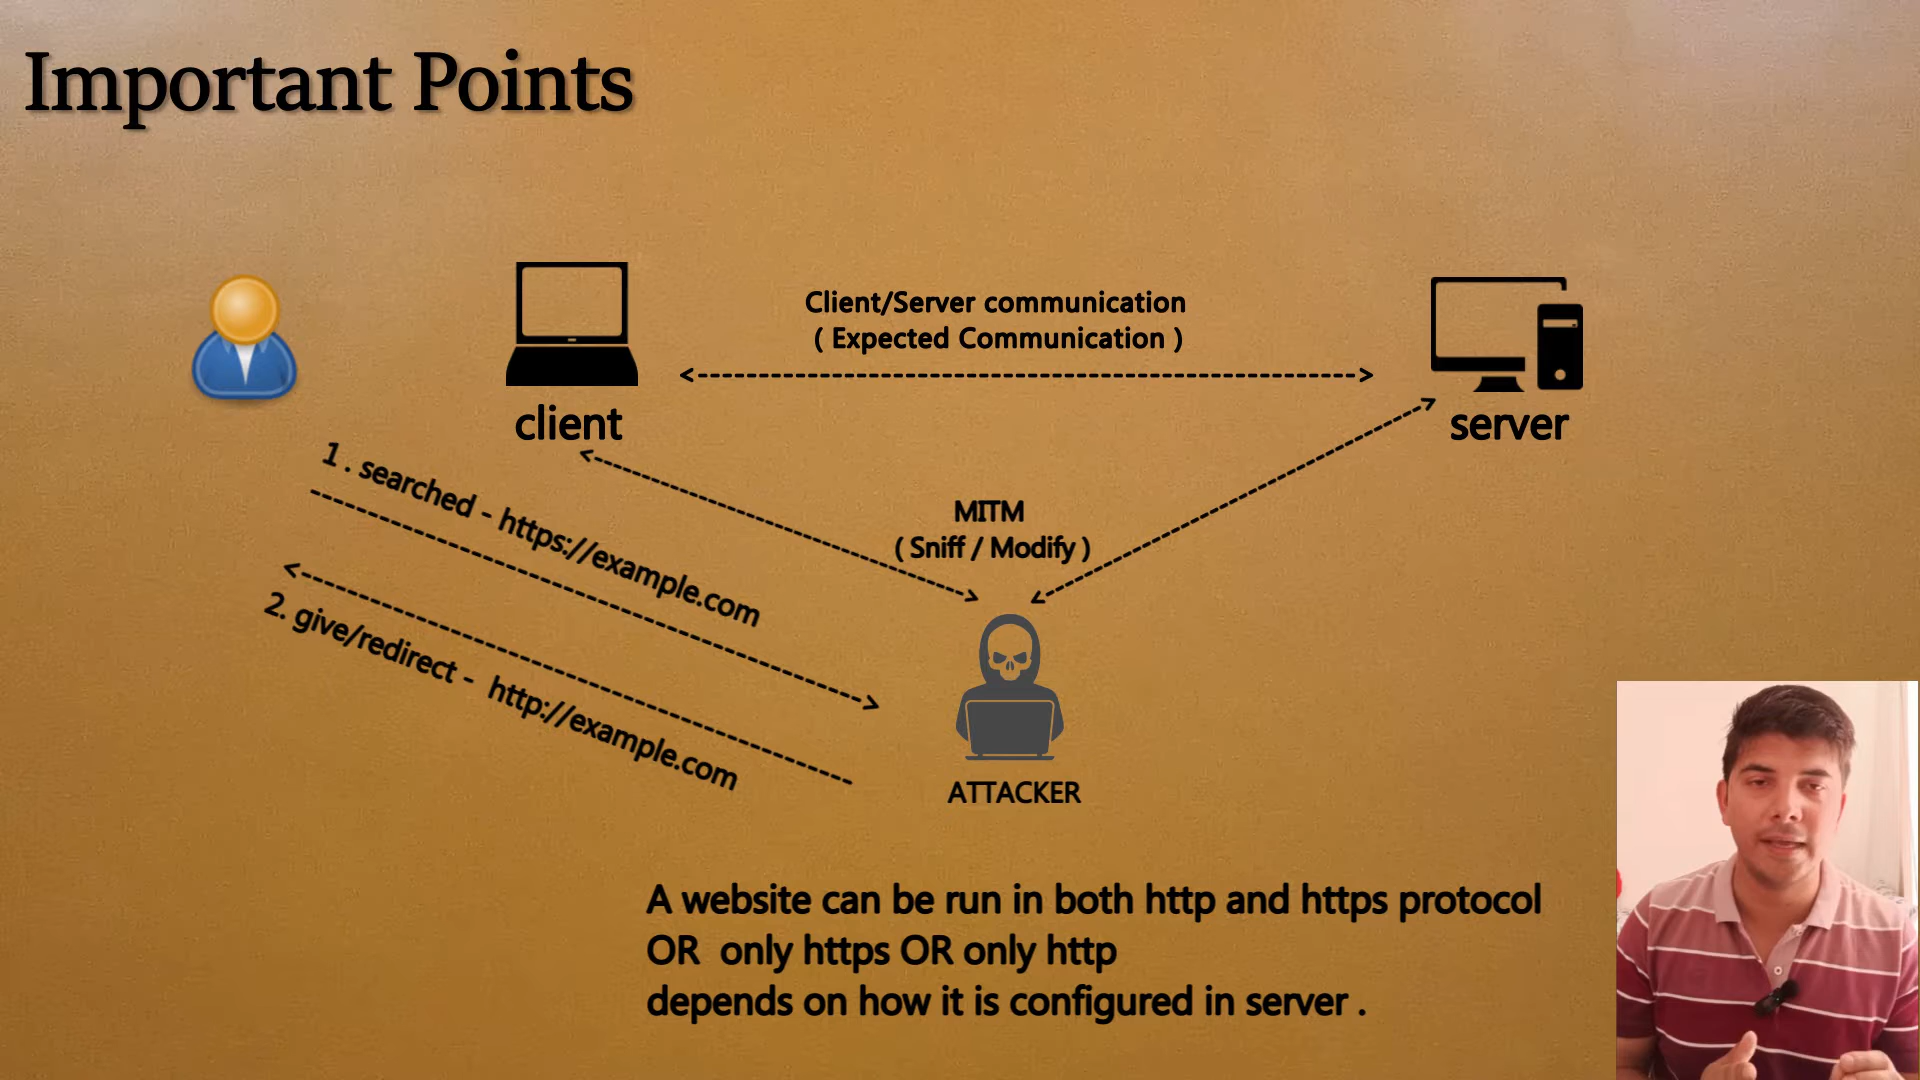 Important Points
Client/Server communication
( Expected Communication )
client
server
1 . searched - https://example.com
MITM
( Sniff / Modify )
2. give/redirect - http://example.com
ATTACKER
A website can be run in both http and https protocol
OR only https OR only http
depends on how it is configured in server .